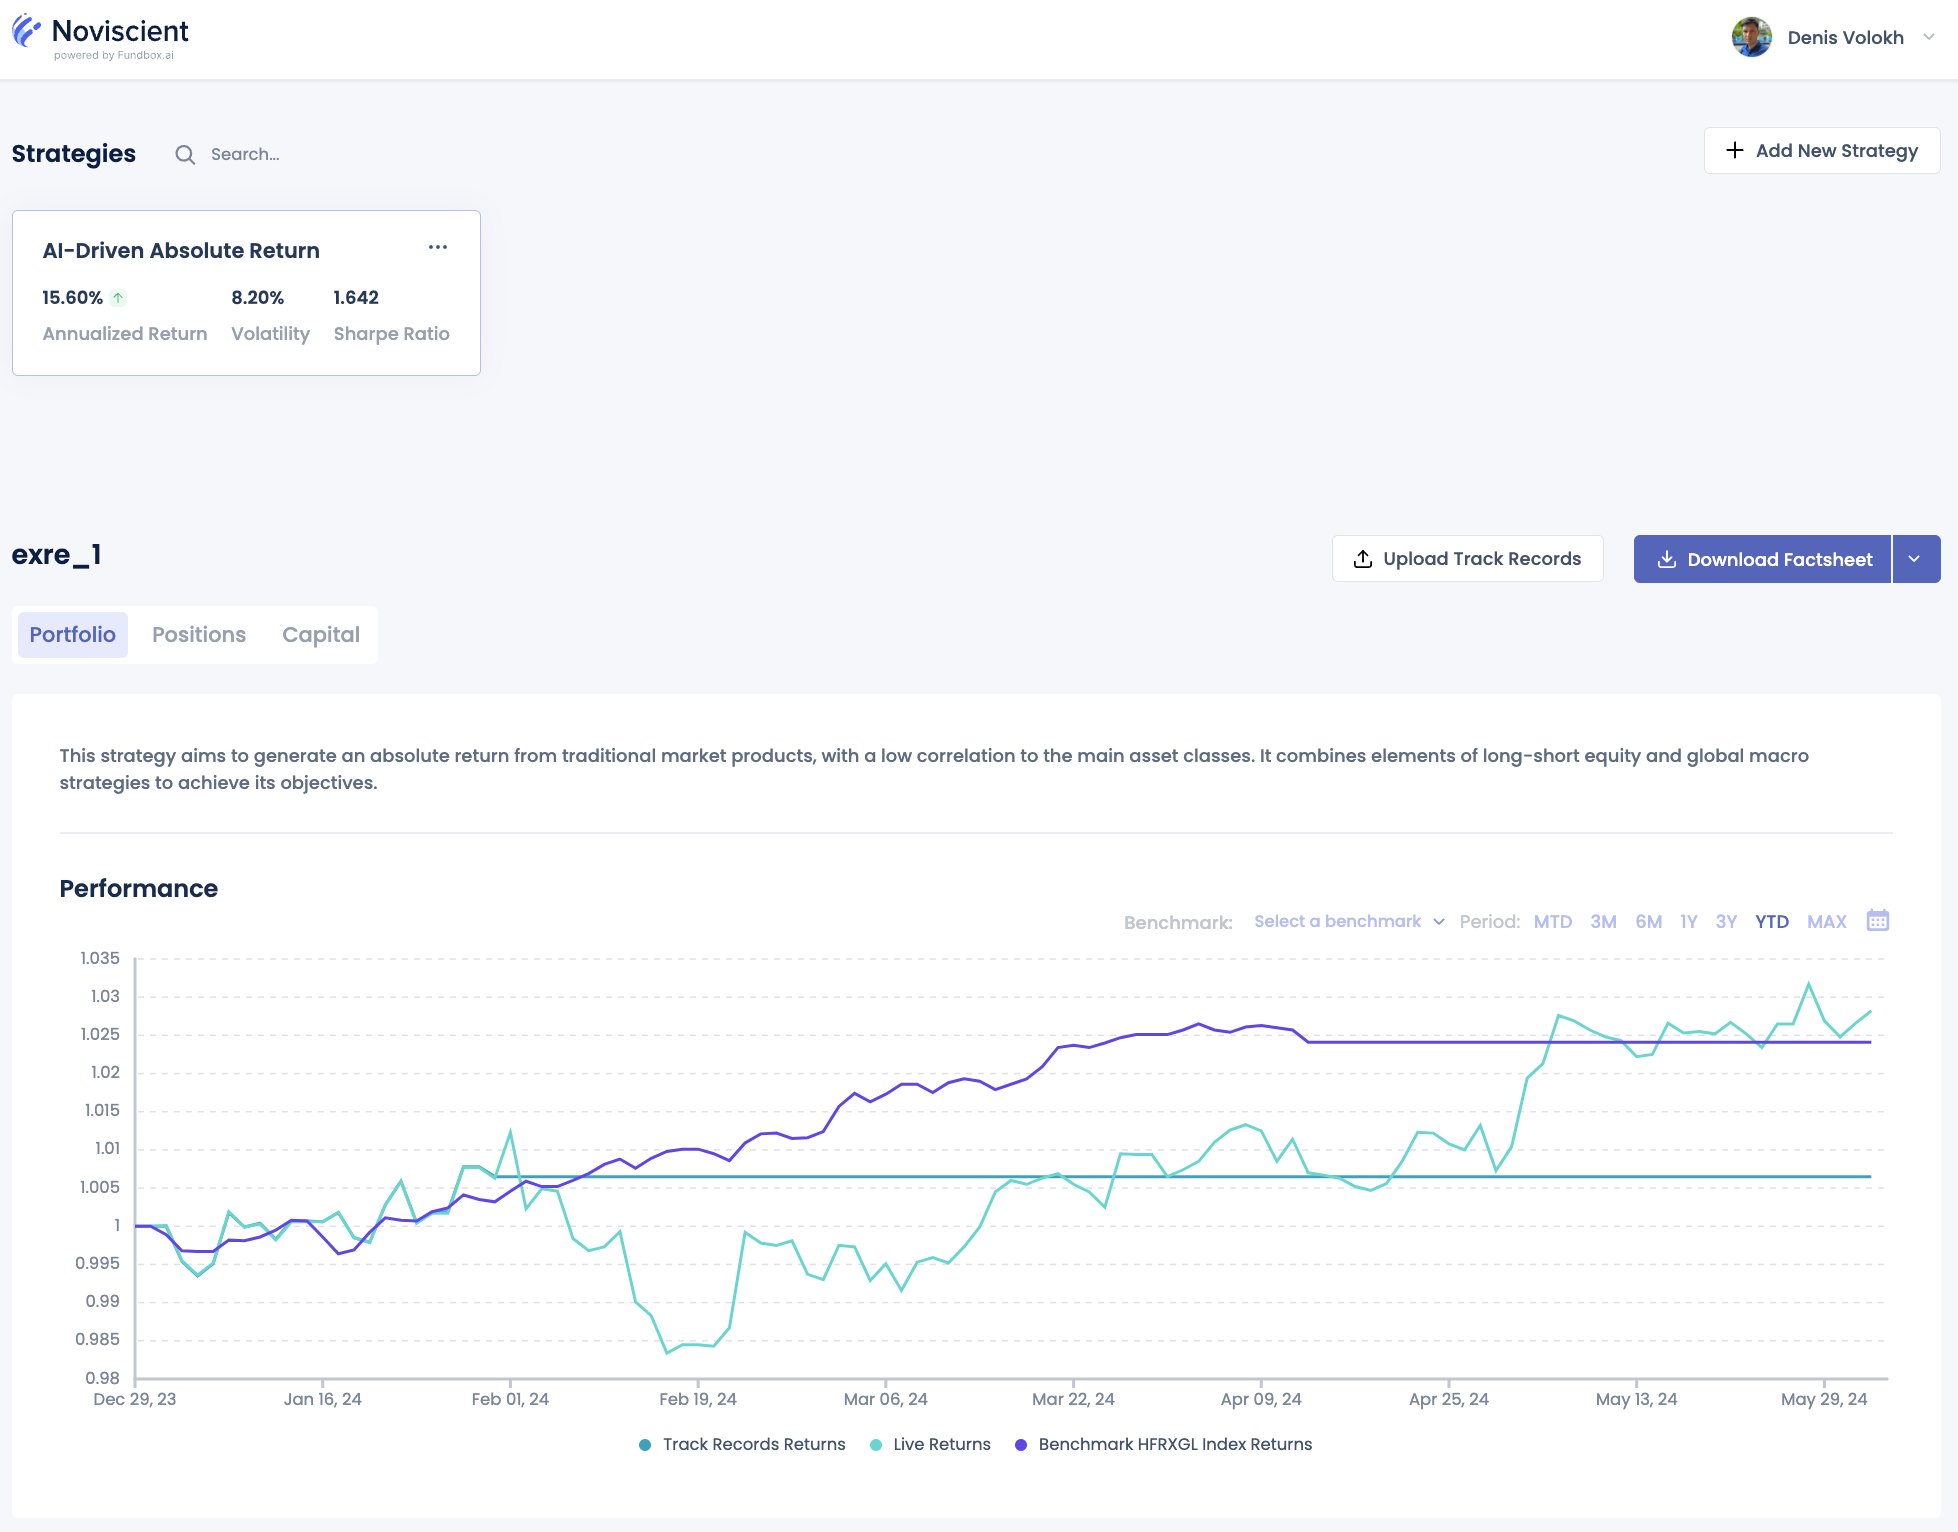 Noviscient
powered by Fundbox.ai
Denis Volokh
Strategies
Search...
Add New Strategy
AI-Driven Absolute Return
15.60% 8.20% 1.642
Annualized Return Volatility Sharpe Ratio
exre_1
Upload Track Records
Download Factsheet
Portfolio Positions Capital
This strategy aims to generate an absolute return from traditional market products, with a low correlation to the main asset classes. It combines elements of long-short equity and global macro
strategies to achieve its objectives.
Performance
Benchmark: Select a benchmark Period: MTD 3M 6M 1Y 3Y YTD MAX
1.035
1.03
1.025
1.02
1.015
1.01
1.005
1
0.995
0.99
0.985
0.98
Dec 29, 23 Jan 16, 24 Feb 01, 24 Feb 19, 24 Mar 06, 24 Mar 22, 24 Apr 09, 24 Apr 25, 24 May 13, 24 May 29, 24
Track Records Returns Live Returns Benchmark HFRXGL Index Returns